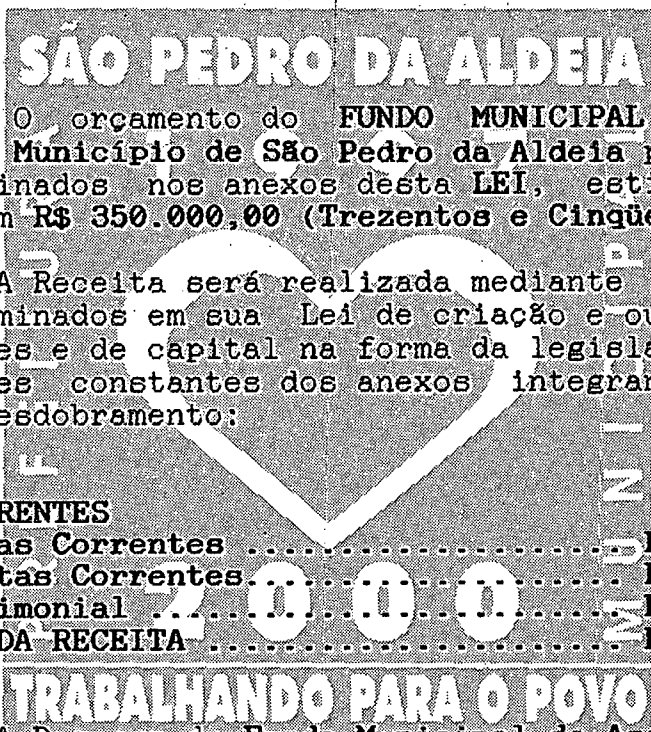 SÃO PEDRO DA ALDEIA
O orçamento do FUNDO MUNICIPAL
1997
Município de São Pedro da Aldeia p
inados nos anexos desta LEI, esti
m R$ 350.000,00 (Trezentos e Cinqüe
A Receita será realizada mediante
minados em sua Lei de criação e ou
es e de capital na forma da legisla
es constantes dos anexos integran
esdobramento:
RENTES
as Correntes ........................ R
tas Correntes........................ R
imonial ........................ R
DA RECEITA ........................ R
2000
PREFEITURA
MUNICIPAL
TRABALHANDO PARA O POVO